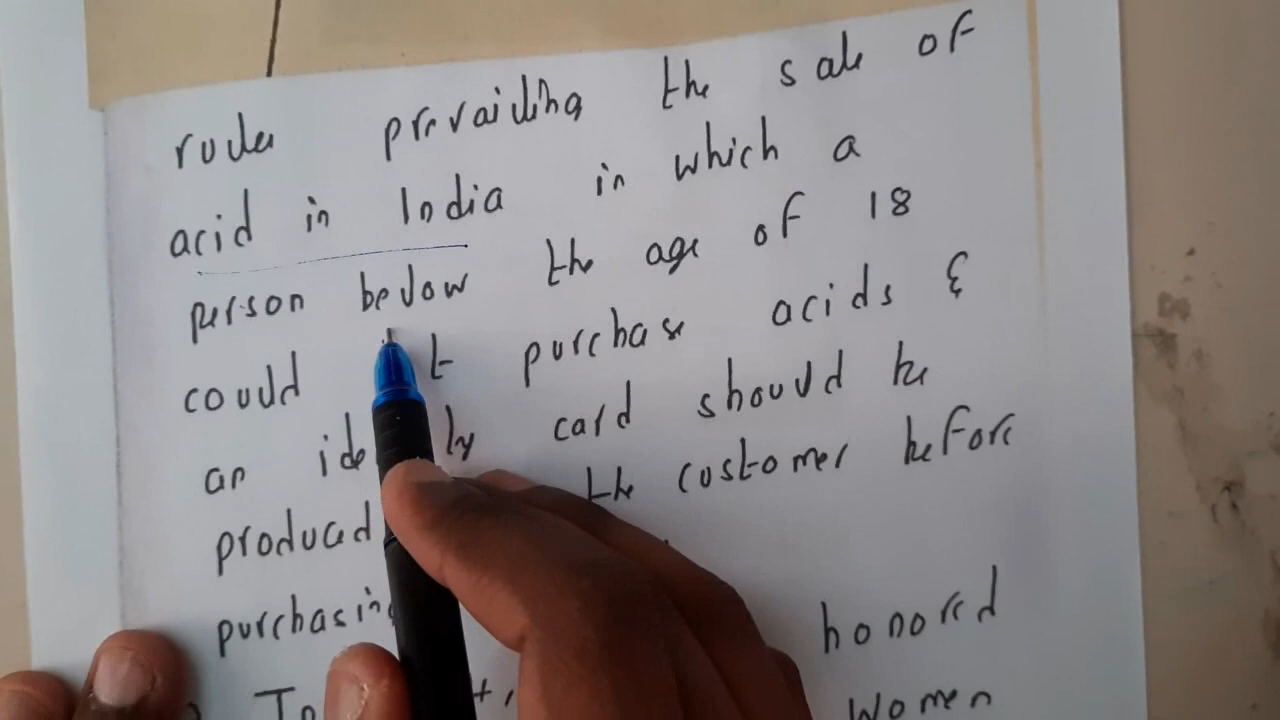 rules prevailing the sale of
acid in India in which a
person below the age of 18
could purchase acids &
an card should be
produced the customer before
purchasing
honored
Women